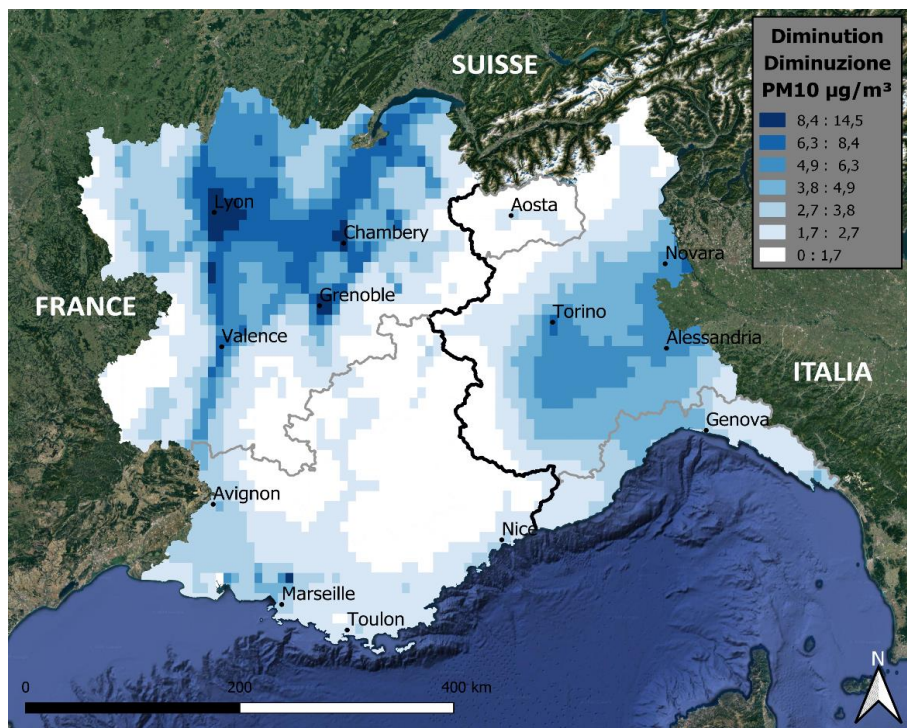 Diminution
Diminuzione
PM10 µg/m³
8,4 : 14,5
6,3 : 8,4
4,9 : 6,3
3,8 : 4,9
2,7 : 3,8
1,7 : 2,7
0 : 1,7
SUISSE
Lyon
Aosta
Chambery
Novara
FRANCE
Grenoble
Torino
Valence
Alessandria
ITALIA
Genova
Avignon
Nice
Marseille
Toulon
N
0
200
400 km